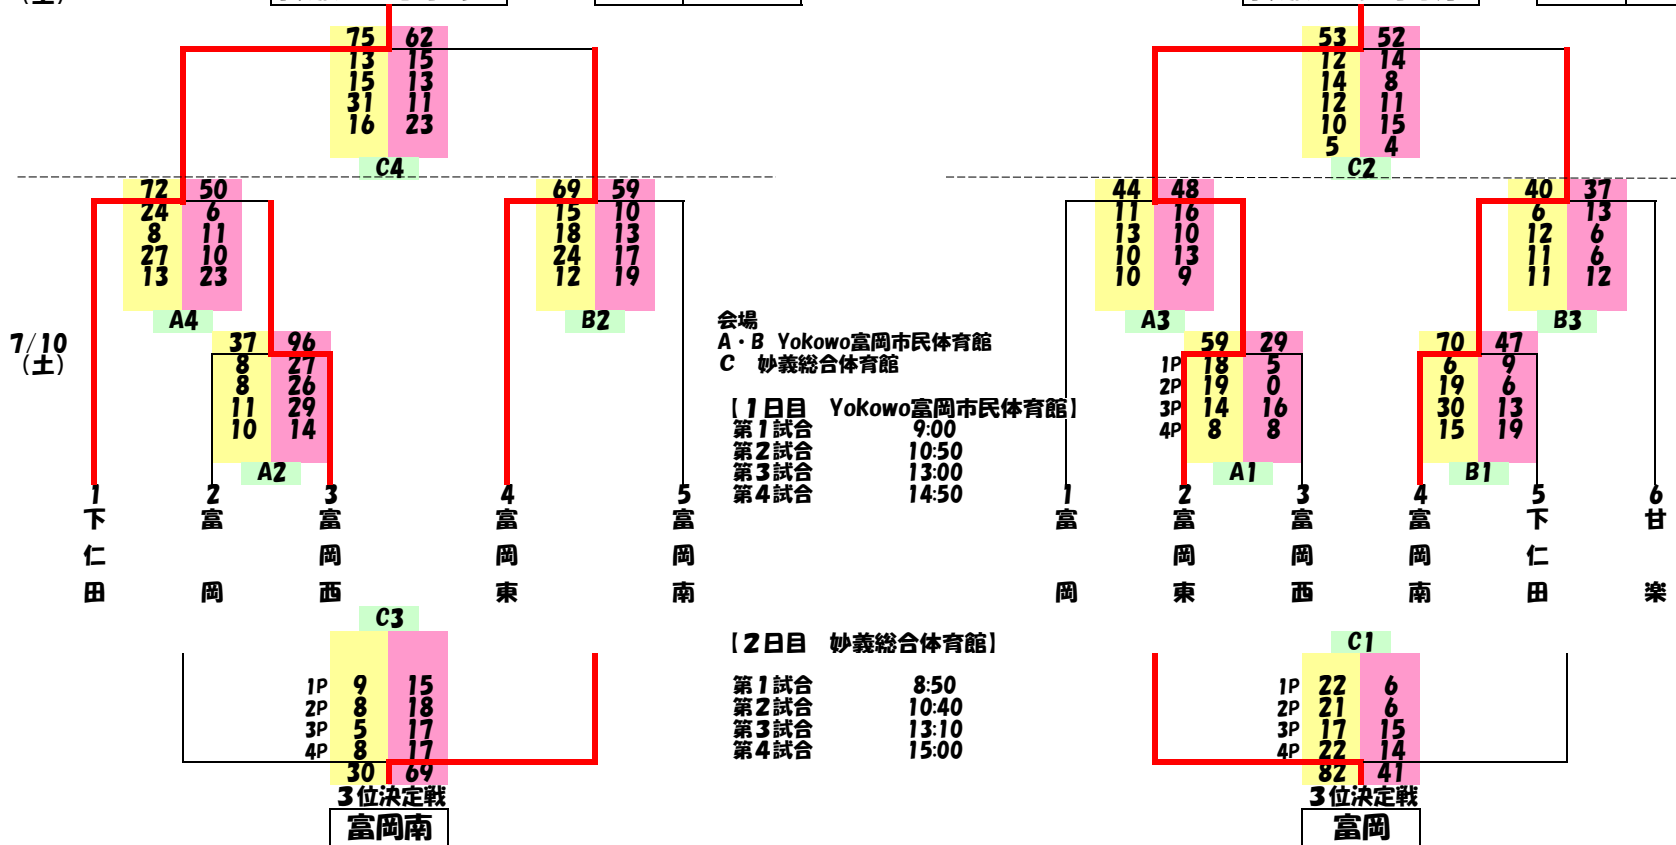 75 62
13 15
15 13
31 11
16 23
C4
53 52
12 14
14 8
12 11
10 15
5 4
C2
72 50
24 6
8 11
27 10
13 23
A4
69 59
15 10
18 13
24 17
12 19
B2
44 48
11 16
13 10
10 13
10 9
A3
40 37
6 13
12 6
11 6
11 12
B3
7/10
(土)
37 96
8 27
8 26
11 29
10 14
A2
会場
A・B Yokowo富岡市民体育館
C 妙義総合体育館
【1日目 Yokowo富岡市民体育館】
第1試合 9:00
第2試合 10:50
第3試合 13:00
第4試合 14:50
59 29
1P 18 5
2P 19 0
3P 14 16
4P 8 8
A1
70 47
6 9
19 6
30 13
15 19
B1
1 下仁田
2 富岡
3 富岡西
4 富岡東
5 富岡南
1 富岡
2 富岡東
3 富岡西
4 富岡南
5 下仁田
6 甘楽
C3
1P 9 15
2P 8 18
3P 5 17
4P 8 17
30 69
3位決定戦
富岡南
【2日目 妙義総合体育館】
第1試合 8:50
第2試合 10:40
第3試合 13:10
第4試合 15:00
C1
1P 22 6
2P 21 6
3P 17 15
4P 22 14
82 41
3位決定戦
富岡